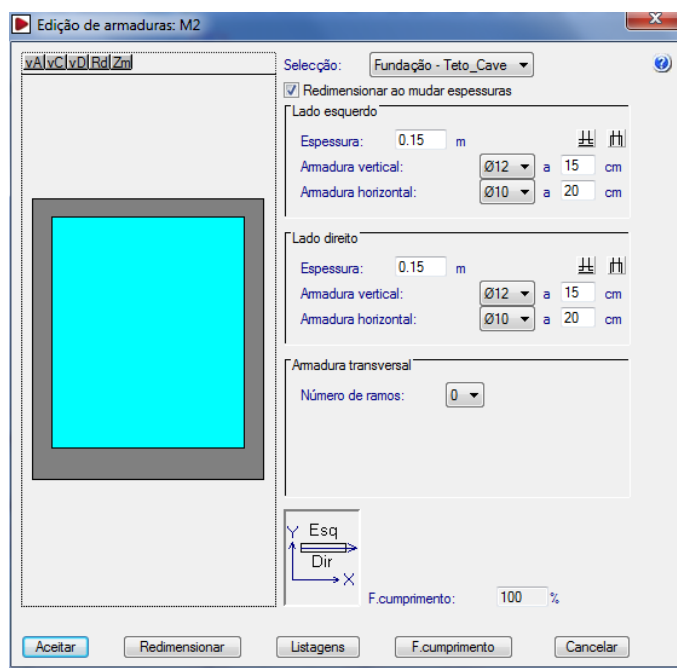 Edição de armaduras: M2
x
vA vC vD Rd Zm
Selecção: Fundação - Teto_Cave
Redimensionar ao mudar espessuras
Lado esquerdo
Espessura: 0.15 m
Armadura vertical: Ø12 a 15 cm
Armadura horizontal: Ø10 a 20 cm
Lado direito
Espessura: 0.15 m
Armadura vertical: Ø12 a 15 cm
Armadura horizontal: Ø10 a 20 cm
Armadura transversal
Número de ramos: 0
Y Esq
Dir
X
F.cumprimento: 100 %
Aceitar Redimensionar Listagens F.cumprimento Cancelar